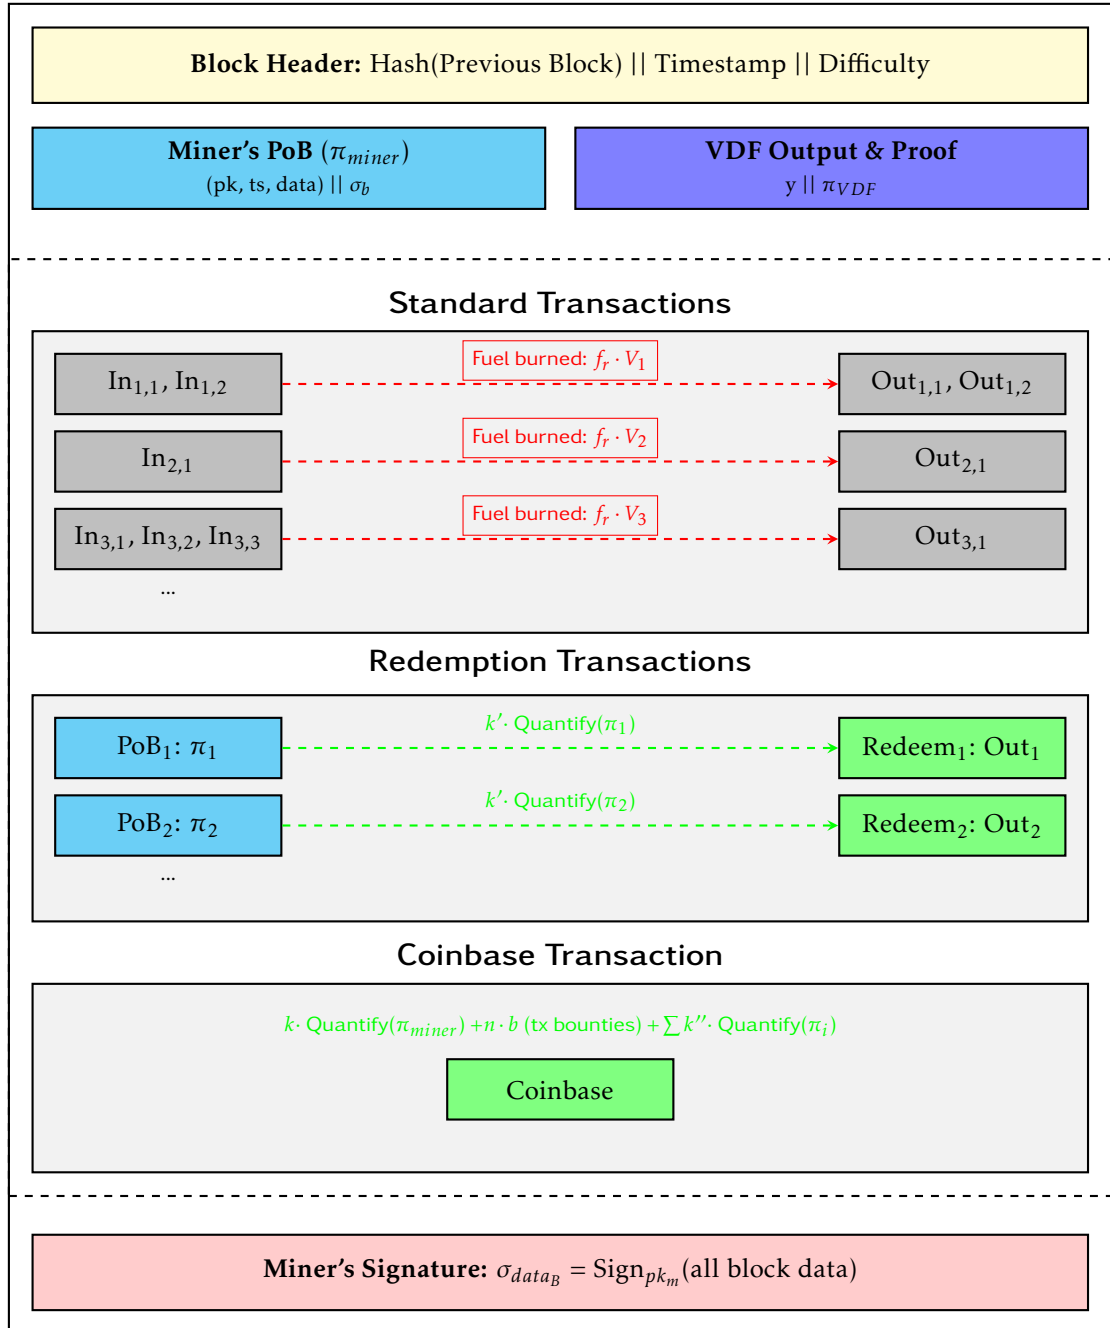 Block Header: Hash(Previous Block) || Timestamp || Difficulty
Miner's PoB (π_miner)
(pk, ts, data) || σ_b
VDF Output & Proof
y || π_VDF
Standard Transactions
In_1,1, In_1,2
Fuel burned: f_r · V_1
Out_1,1, Out_1,2
In_2,1
Fuel burned: f_r · V_2
Out_2,1
In_3,1, In_3,2, In_3,3
Fuel burned: f_r · V_3
Out_3,1
...
Redemption Transactions
PoB_1: π_1
k′· Quantify(π_1)
Redeem_1: Out_1
PoB_2: π_2
k′· Quantify(π_2)
Redeem_2: Out_2
...
Coinbase Transaction
k· Quantify(π_miner) + n · b (tx bounties) + ∑ k′′· Quantify(π_i)
Coinbase
Miner's Signature: σ_data_B = Sign_pk_m(all block data)